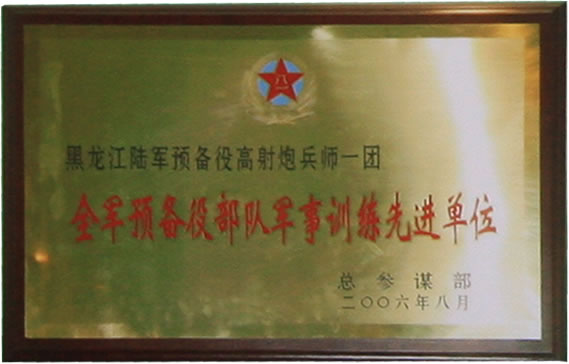 八一
黑龙江陆军预备役高射炮兵师一团
全军预备役部队军事训练先进单位
总参谋部
二〇〇六年八月